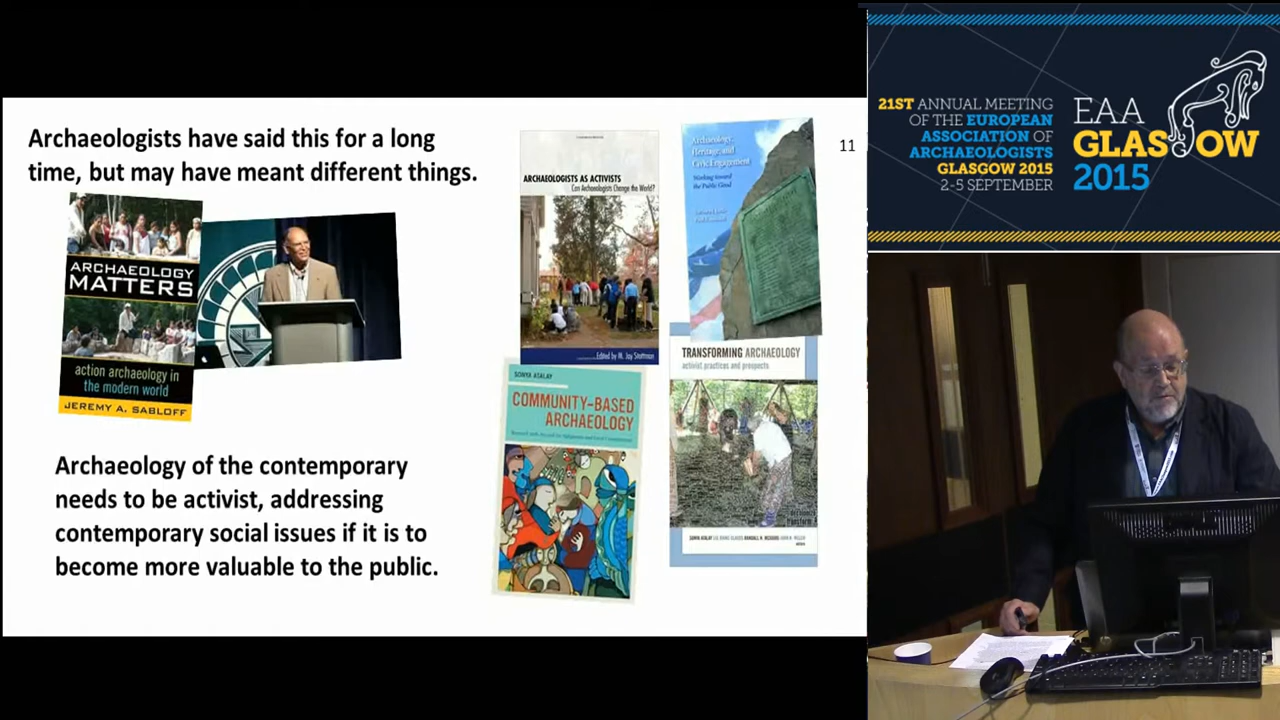 Archaeologists have said this for a long
time, but may have meant different things.
11
ARCHAEOLOGY
MATTERS
action archaeology in
the modern world
JEREMY A. SABLOFF
ARCHAEOLOGISTS AS ACTIVISTS
Can Archaeologists Change the World?
Edited by M. Jay Stottman
Archaeology,
Heritage, and
Civic Engagement
Working toward
the Public Good
SONYA ATALAY
COMMUNITY-BASED
ARCHAEOLOGY
TRANSFORMING ARCHAEOLOGY
activist practices and prospects
Archaeology of the contemporary
needs to be activist, addressing
contemporary social issues if it is to
become more valuable to the public.
21ST ANNUAL MEETING
OF THE EUROPEAN
ASSOCIATION OF
ARCHAEOLOGISTS
GLASGOW 2015
2-5 SEPTEMBER
EAA
GLASGOW
2015